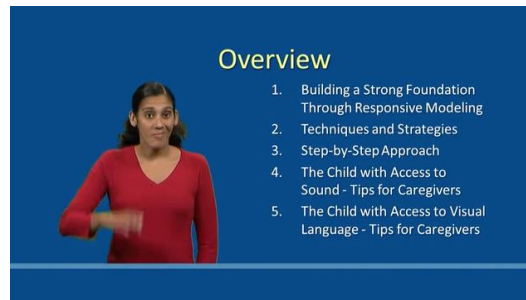 Overview
1. Building a Strong Foundation
Through Responsive Modeling
2. Techniques and Strategies
3. Step-by-Step Approach
4. The Child with Access to
Sound - Tips for Caregivers
5. The Child with Access to Visual
Language - Tips for Caregivers